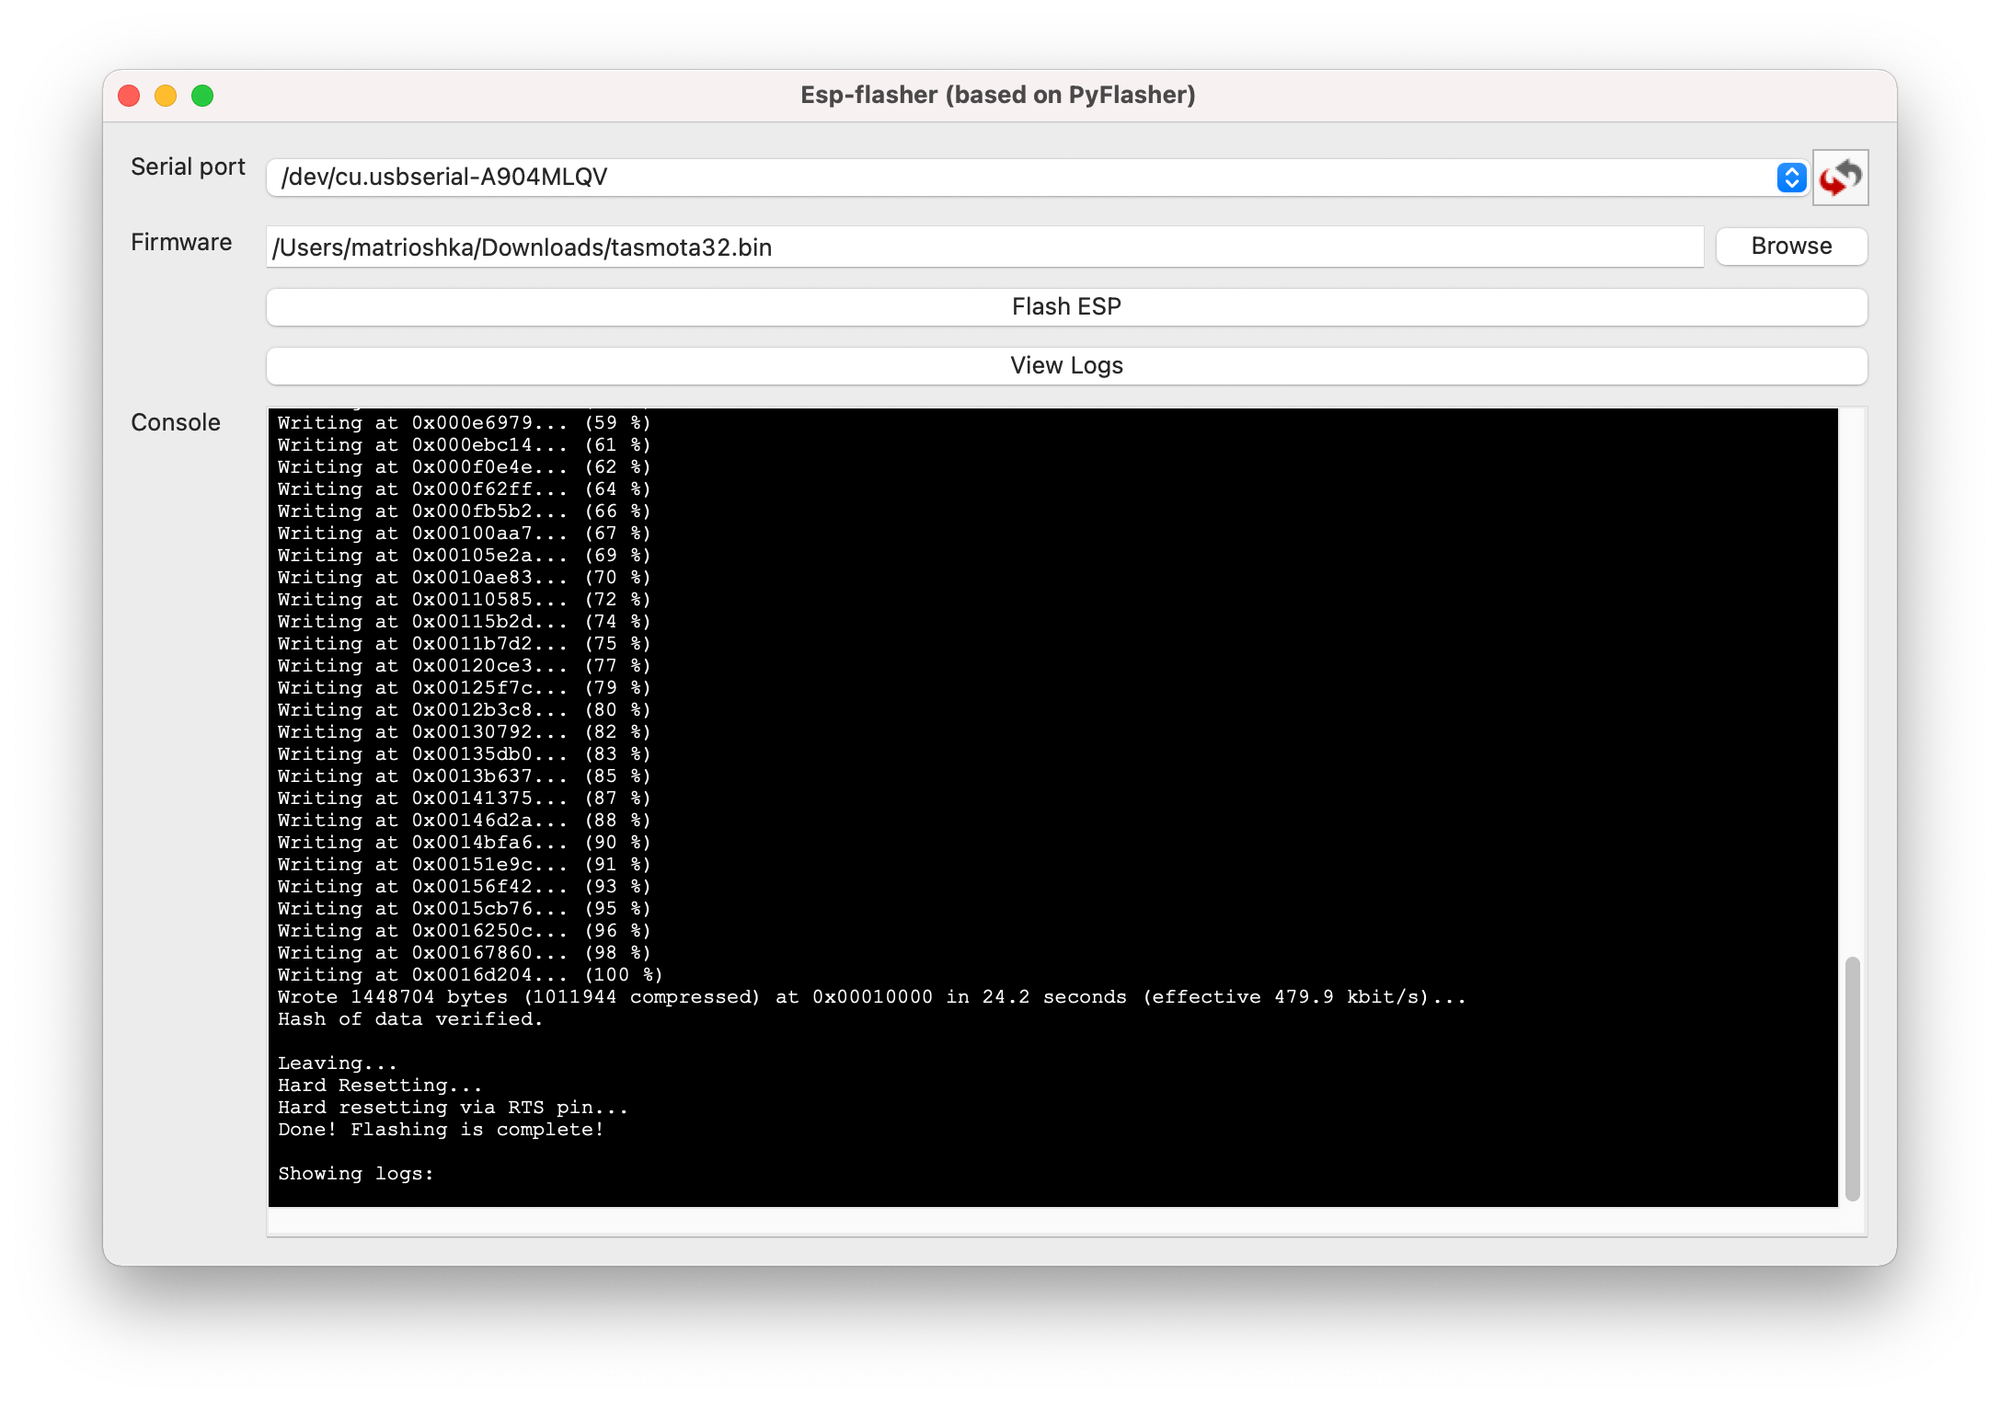 Esp-flasher (based on PyFlasher)
Serial port
/dev/cu.usbserial-A904MLQV
Firmware
/Users/matrioshka/Downloads/tasmota32.bin
Browse
Flash ESP
View Logs
Console
Writing at 0x000e6979... (59 %)
Writing at 0x000ebc14... (61 %)
Writing at 0x000f0e4e... (62 %)
Writing at 0x000f62ff... (64 %)
Writing at 0x000fb5b2... (66 %)
Writing at 0x00100aa7... (67 %)
Writing at 0x00105e2a... (69 %)
Writing at 0x0010ae83... (70 %)
Writing at 0x00110585... (72 %)
Writing at 0x00115b2d... (74 %)
Writing at 0x0011b7d2... (75 %)
Writing at 0x00120ce3... (77 %)
Writing at 0x00125f7c... (79 %)
Writing at 0x0012b3c8... (80 %)
Writing at 0x00130792... (82 %)
Writing at 0x00135db0... (83 %)
Writing at 0x0013b637... (85 %)
Writing at 0x00141375... (87 %)
Writing at 0x00146d2a... (88 %)
Writing at 0x0014bfa6... (90 %)
Writing at 0x00151e9c... (91 %)
Writing at 0x00156f42... (93 %)
Writing at 0x0015cb76... (95 %)
Writing at 0x0016250c... (96 %)
Writing at 0x00167860... (98 %)
Writing at 0x0016d204... (100 %)
Wrote 1448704 bytes (1011944 compressed) at 0x00010000 in 24.2 seconds (effective 479.9 kbit/s)...
Hash of data verified.
Leaving...
Hard Resetting...
Hard resetting via RTS pin...
Done! Flashing is complete!
Showing logs: